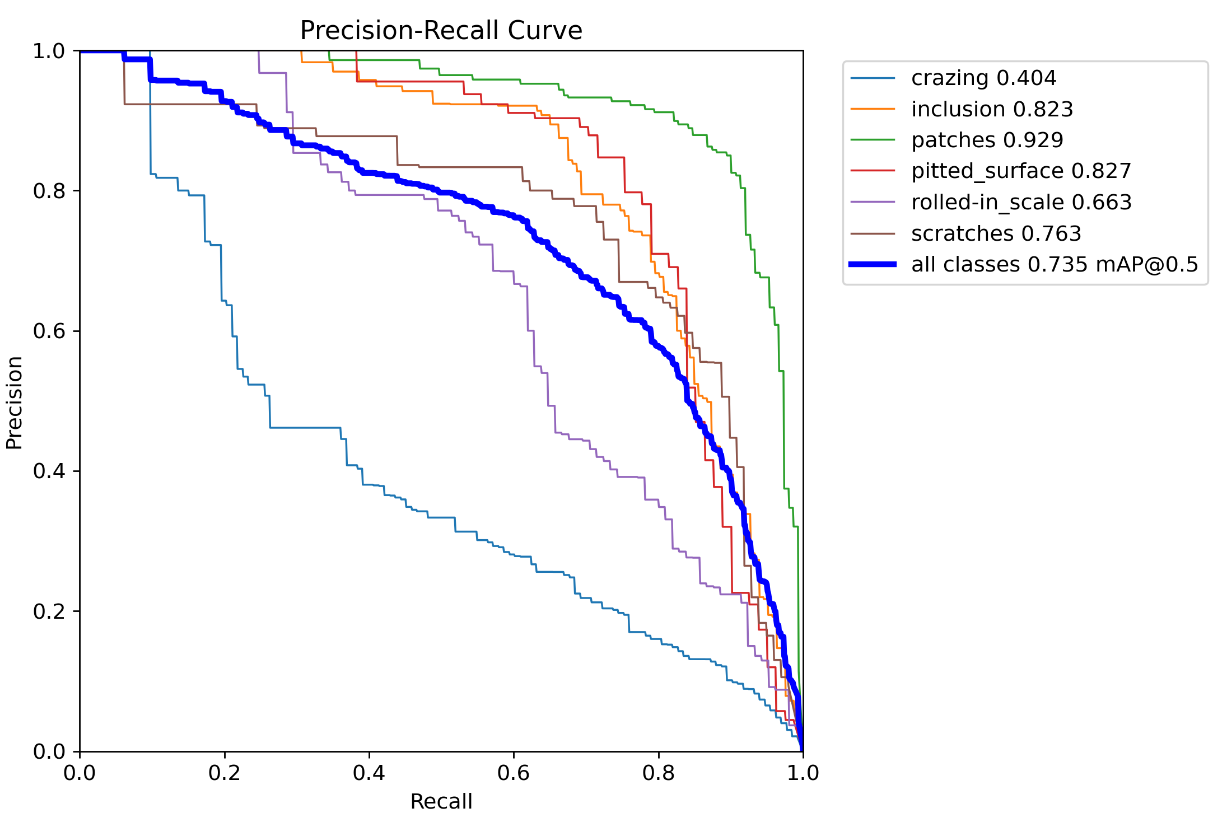 Precision-Recall Curve
1.0
0.8
0.6
0.4
0.2
0.0
Precision
0.0 0.2 0.4 0.6 0.8 1.0
Recall
crazing 0.404
inclusion 0.823
patches 0.929
pitted_surface 0.827
rolled-in_scale 0.663
scratches 0.763
all classes 0.735 mAP@0.5